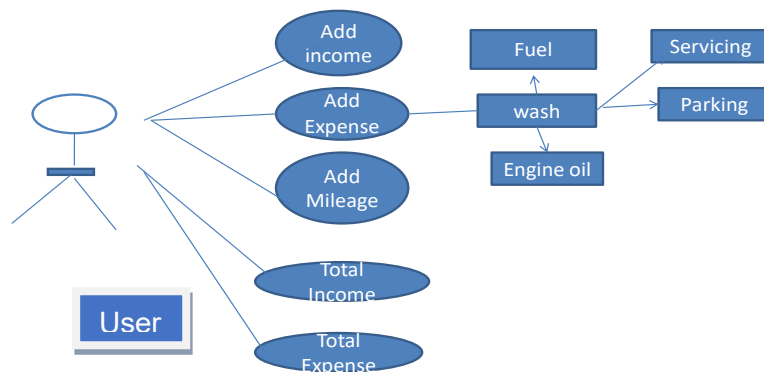 Add
income
Fuel
Servicing
Add
Expense
wash
Parking
Engine oil
Add
Mileage
Total
Income
User
Total
Expense